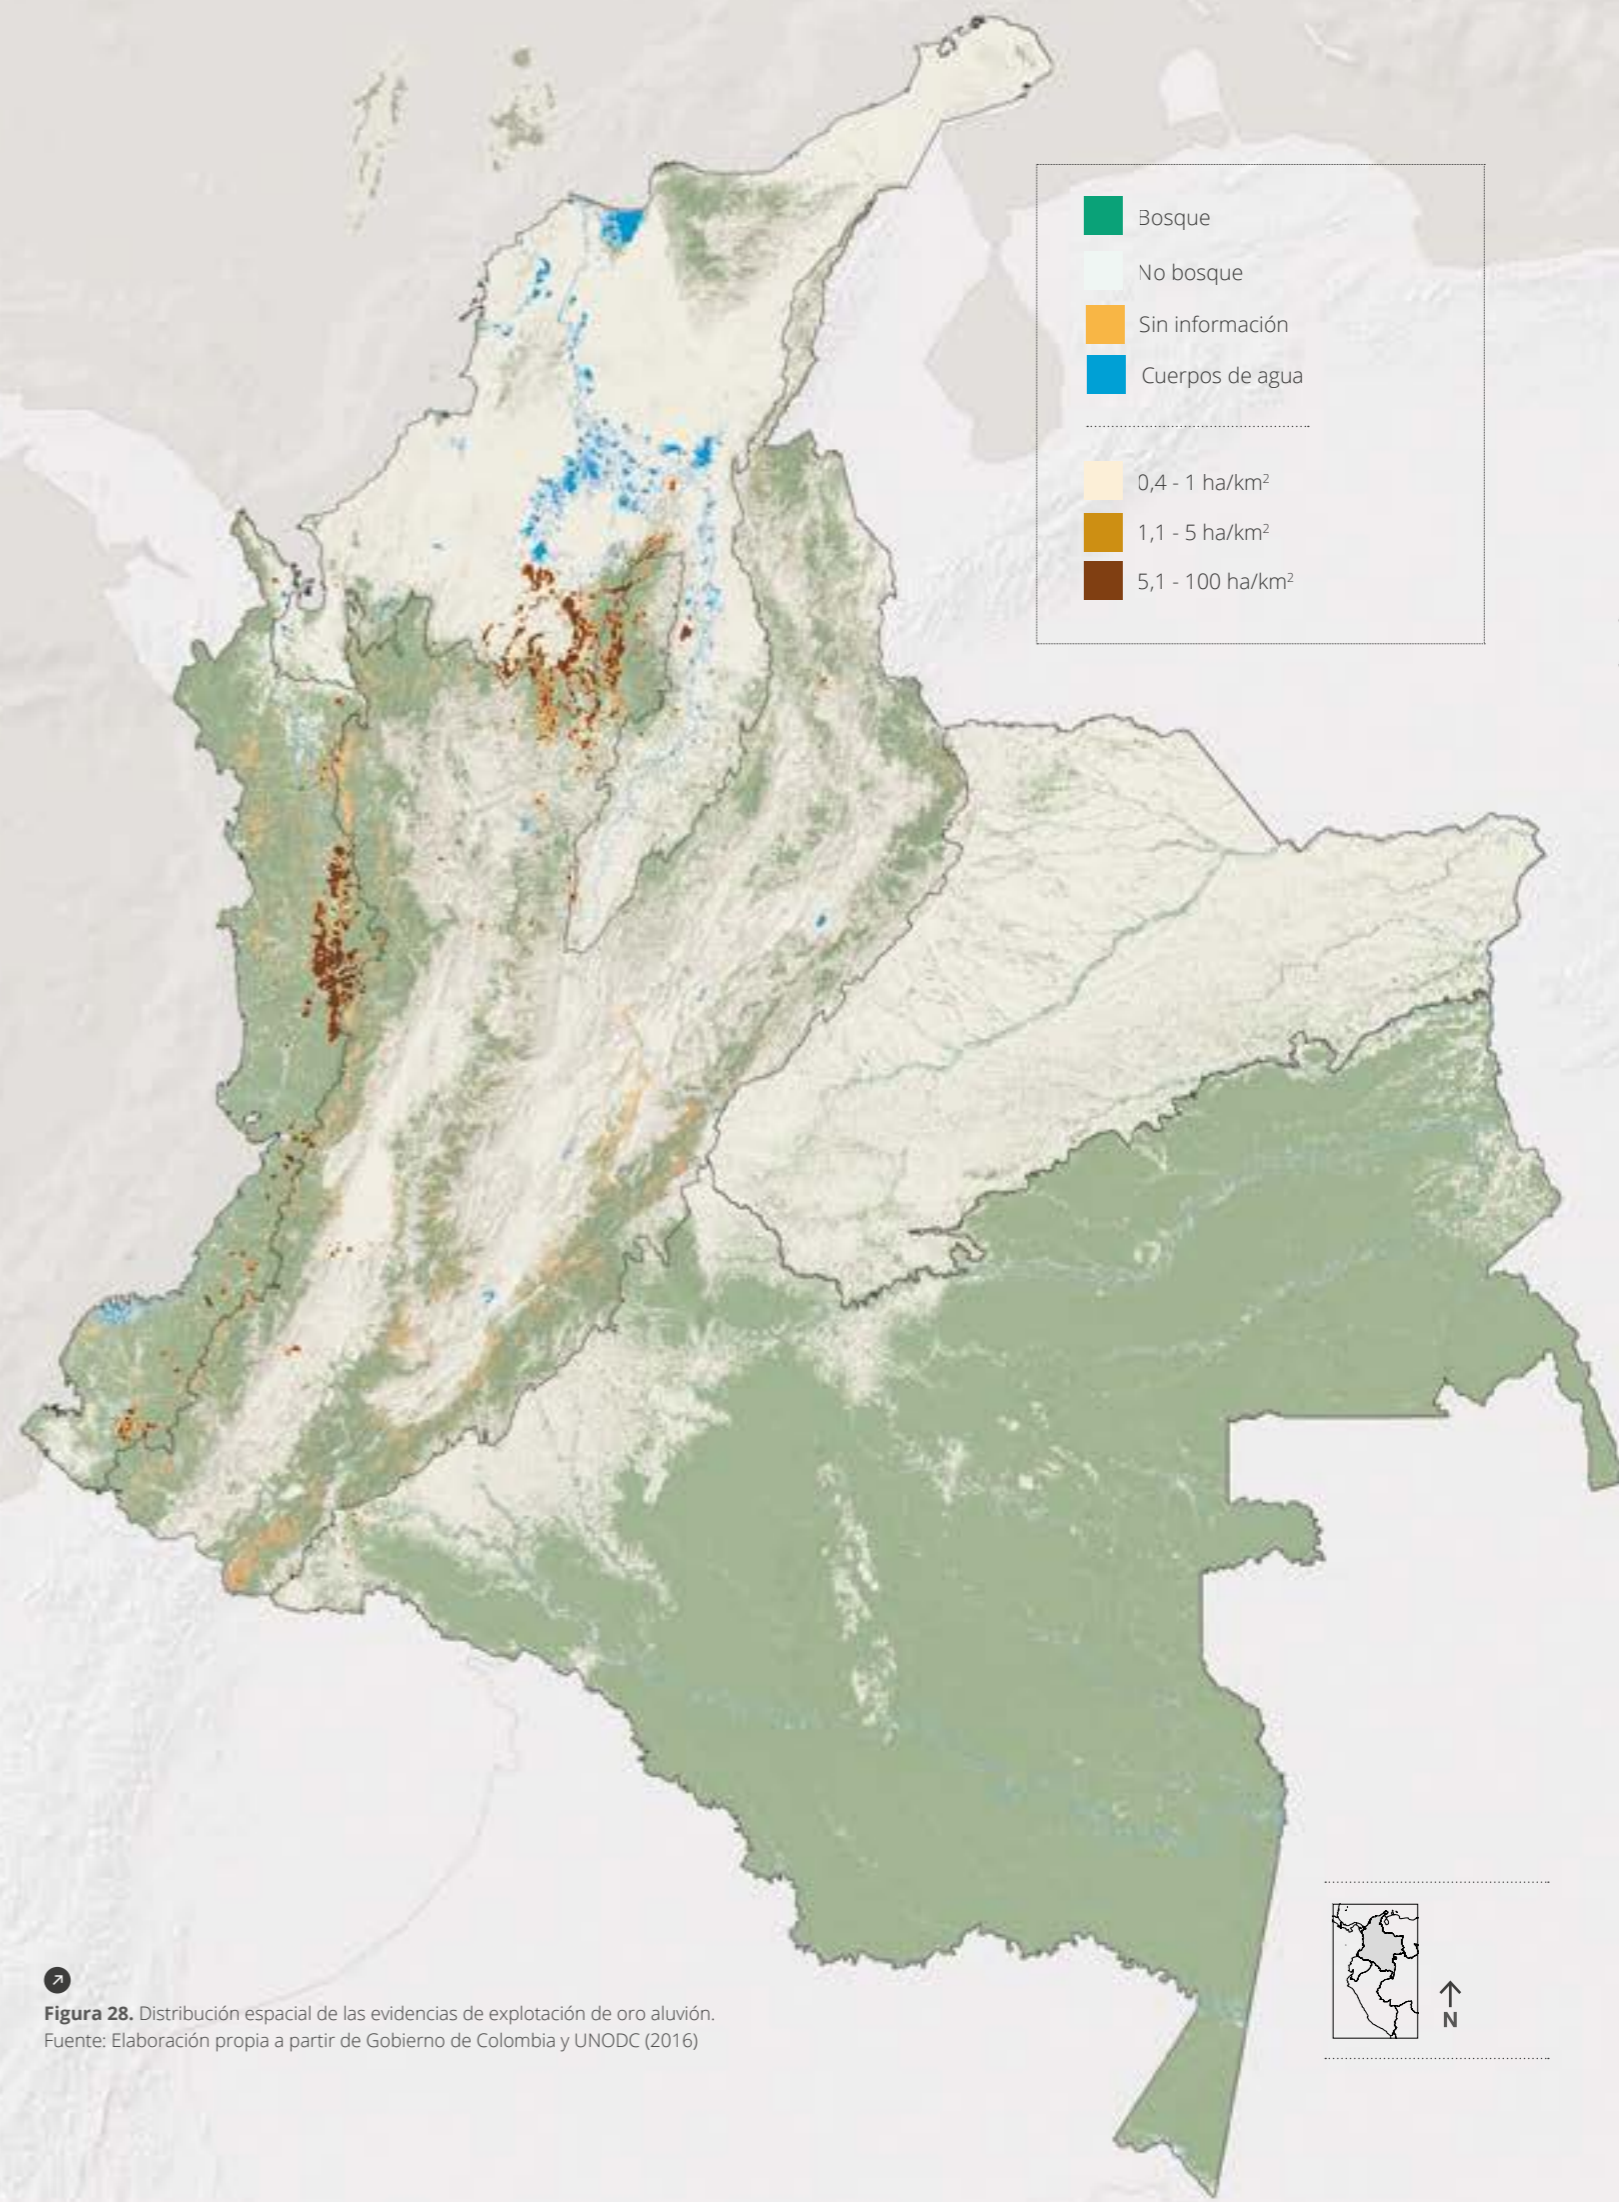 Bosque
No bosque
Sin información
Cuerpos de agua
0,4 - 1 ha/km²
1,1 - 5 ha/km²
5,1 - 100 ha/km²
N
Figura 28. Distribución espacial de las evidencias de explotación de oro aluvión.
Fuente: Elaboración propia a partir de Gobierno de Colombia y UNODC (2016)